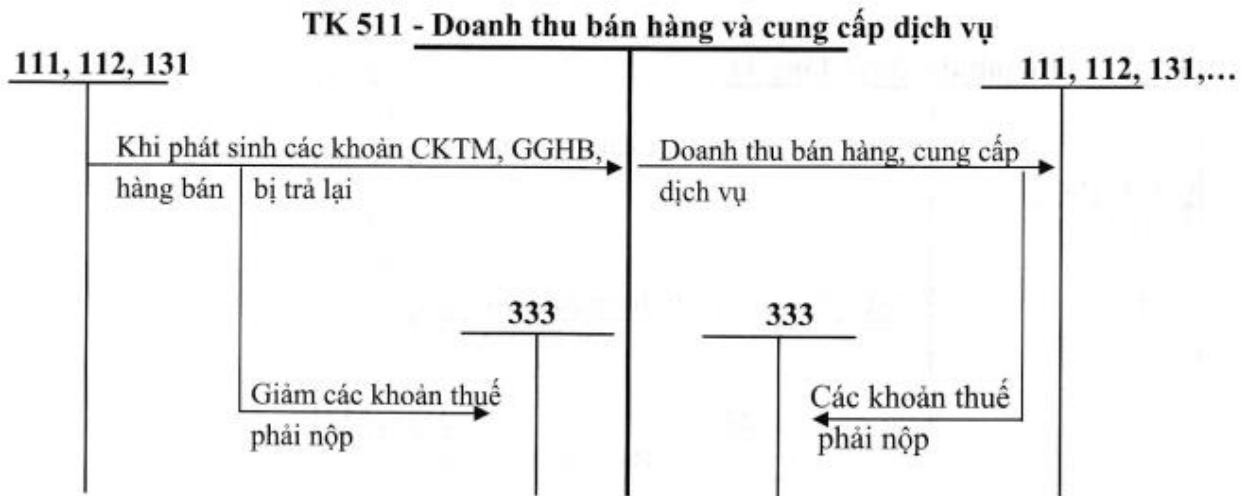 TK 511 - Doanh thu bán hàng và cung cấp dịch vụ
111, 112, 131
111, 112, 131,...
Khi phát sinh các khoản CKTM, GGHB,
hàng bán bị trả lại
Doanh thu bán hàng, cung cấp
dịch vụ
333
333
Giảm các khoản thuế
phải nộp
Các khoản thuế
phải nộp